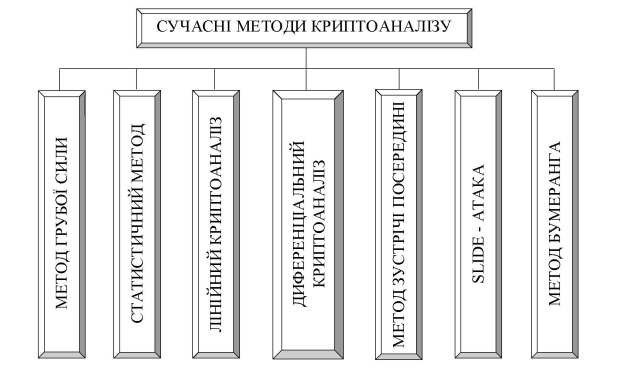 СУЧАСНІ МЕТОДИ КРИПТОАНАЛІЗУ
МЕТОД ГРУБОЇ СИЛИ
СТАТИСТИЧНИЙ МЕТОД
ЛІНІЙНИЙ КРИПТОАНАЛІЗ
ДИФЕРЕНЦІАЛЬНИЙ
КРИПТОАНАЛІЗ
МЕТОД ЗУСТРІЧІ ПОСЕРЕДИНІ
SLIDE - АТАКА
МЕТОД БУМЕРАНГА